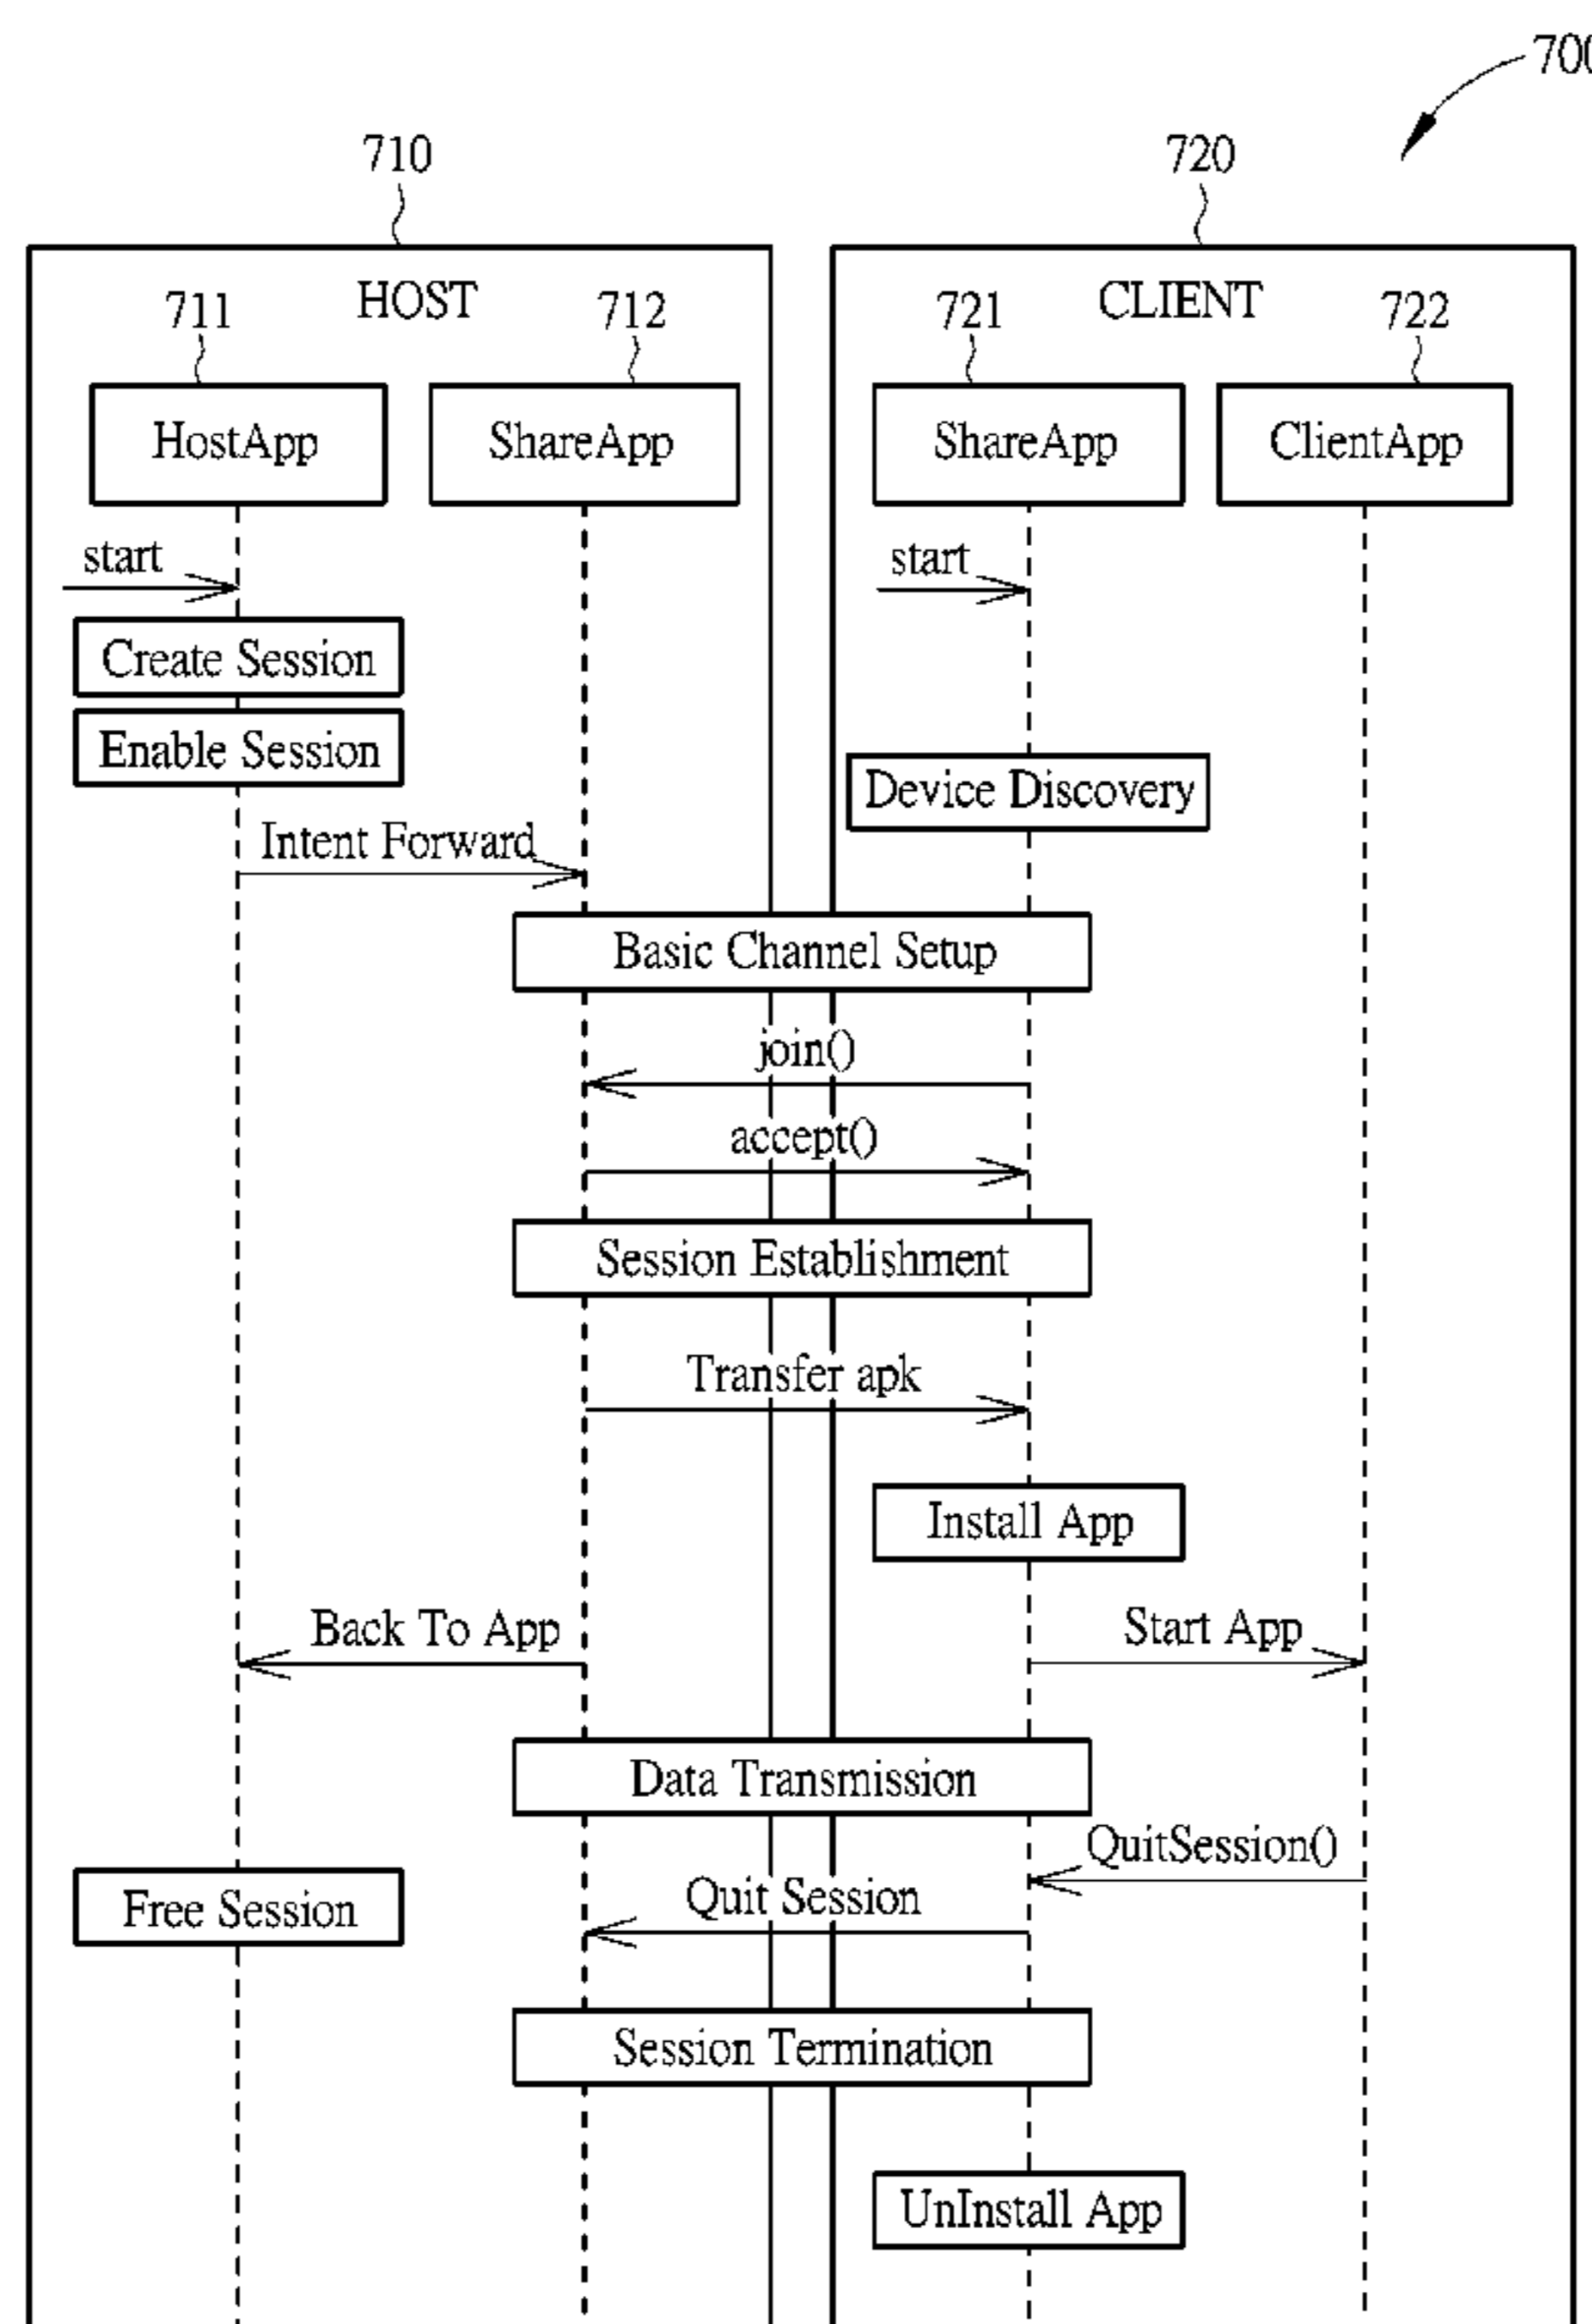 700
710
720
HOST
CLIENT
711
712
721
722
HostApp
ShareApp
ShareApp
ClientApp
start
start
Create Session
Enable Session
Device Discovery
Intent Forward
Basic Channel Setup
join()
accept()
Session Establishment
Transfer apk
Install App
Back To App
Start App
Data Transmission
QuitSession()
Quit Session
Free Session
Session Termination
UnInstall App